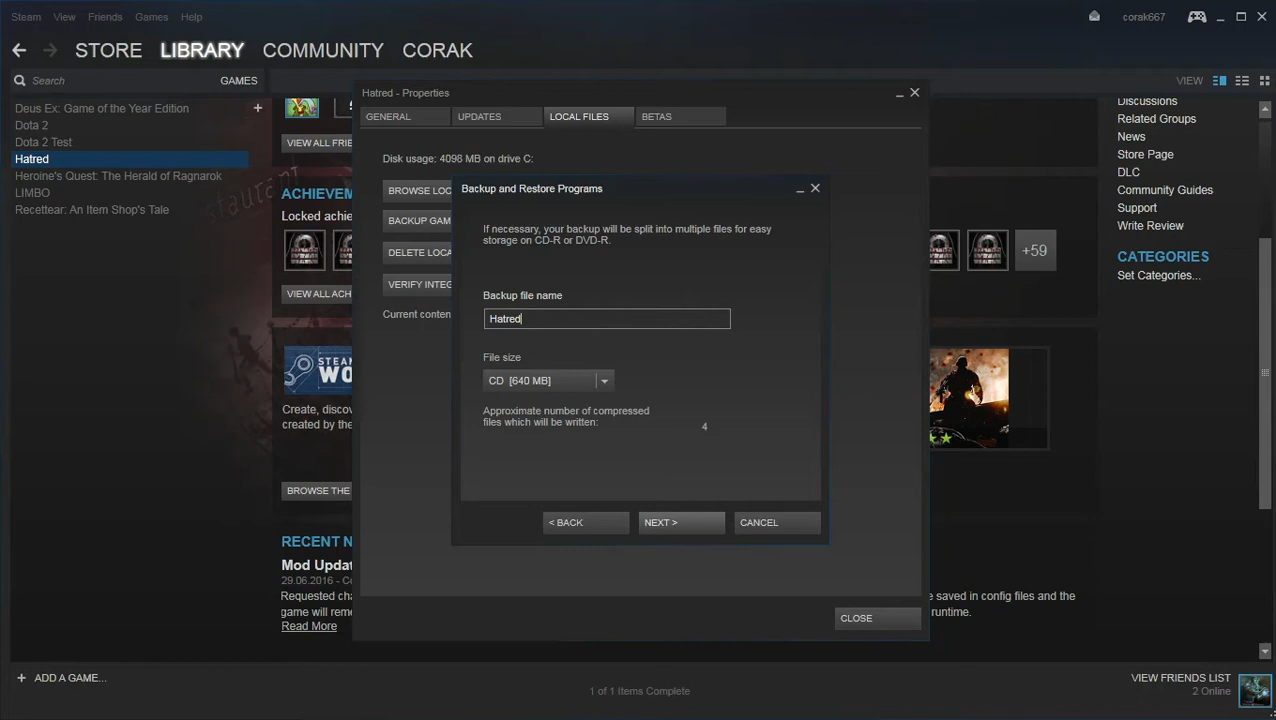 Steam View Friends Games Help
corak667
STORE LIBRARY COMMUNITY CORAK
Search GAMES
VIEW
Deus Ex: Game of the Year Edition
Dota 2
Dota 2 Test
Hatred
Heroine's Quest: The Herald of Ragnarok
LIMBO
Recettear: An Item Shop's Tale
VIEW ALL FRIE
ACHIEVEM
Locked achie
+59
VIEW ALL ACH
Create, discov
created by the
BROWSE THE
RECENT N
Mod Updat
29.06.2016 - Co
Requested cha
game will reme
Read More
Hatred - Properties
GENERAL UPDATES LOCAL FILES BETAS
Disk usage: 4096 MB on drive C:
BROWSE LOC
BACKUP GAM
DELETE LOCA
VERIFY INTEG
Current conten
Backup and Restore Programs
If necessary, your backup will be split into multiple files for easy
storage on CD-R or DVD-R.
Backup file name
Hatred
File size
CD [640 MB]
Approximate number of compressed
files which will be written:
4
< BACK NEXT > CANCEL
CLOSE
e saved in config files and the
runtime.
Discussions
Related Groups
News
Store Page
DLC
Community Guides
Support
Write Review
CATEGORIES
Set Categories...
+ ADD A GAME...
1 of 1 Items Complete
VIEW FRIENDS LIST
2 Online